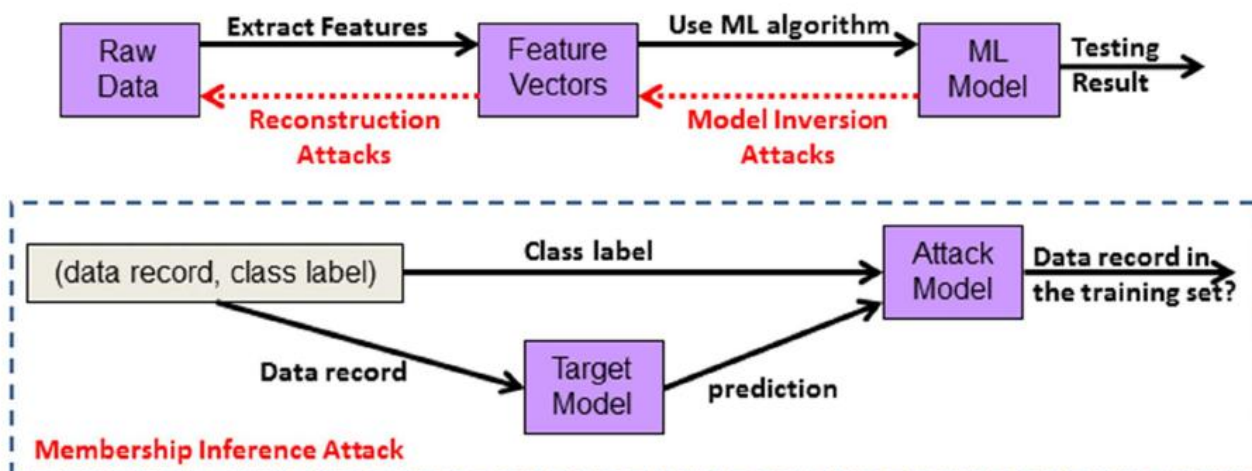 Extract Features
Use ML algorithm
Raw
Data
Feature
Vectors
ML
Model
Testing
Result
Reconstruction
Attacks
Model Inversion
Attacks
(data record, class label)
Class label
Attack
Model
Data record in
the training set?
Data record
Target
Model
prediction
Membership Inference Attack